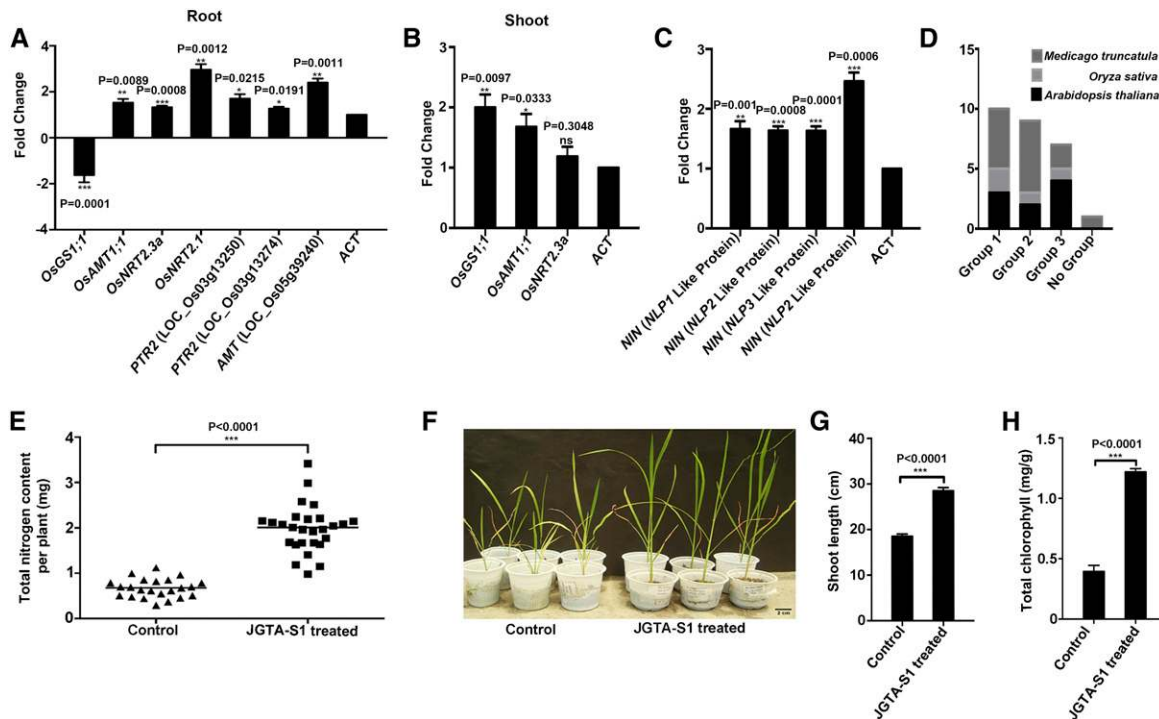 Root
A
Fold Change
4
2
0
-2
-4
P=0.0001
***
P=0.0089
**
P=0.0008
***
P=0.0012
**
P=0.0215
*
P=0.0191
*
P=0.0011
**
OsGS1;1
OsAMT1;1
OsNRT2.3a
OsNRT2.1
PTR2 (LOC_Os03g13250)
PTR2 (LOC_Os03g13274)
AMT (LOC_Os05g39240)
ACT
Shoot
B
Fold Change
3
2
1
0
P=0.0097
**
P=0.0333
*
P=0.3048
ns
OsGS1;1
OsAMT1;1
OsNRT2.3a
ACT
C
Fold Change
3
2
1
0
P=0.001
**
P=0.0008
***
P=0.0001
***
P=0.0006
***
NIN (NLP1 Like Protein)
NIN (NLP2 Like Protein)
NIN (NLP3 Like Protein)
NIN (NLP2 Like Protein)
ACT
D
15
10
5
0
Medicago truncatula
Oryza sativa
Arabidopsis thaliana
Group 1
Group 2
Group 3
No Group
E
Total nitrogen content
per plant (mg)
4
3
2
1
0
P<0.0001
***
Control
JGTA-S1 treated
F
2 cm
Control
JGTA-S1 treated
G
Shoot length (cm)
40
30
20
10
0
P<0.0001
***
Control
JGTA-S1 treated
H
Total chlorophyll (mg/g)
1.5
1.2
0.5
0.0
P<0.0001
***
Control
JGTA-S1 treated